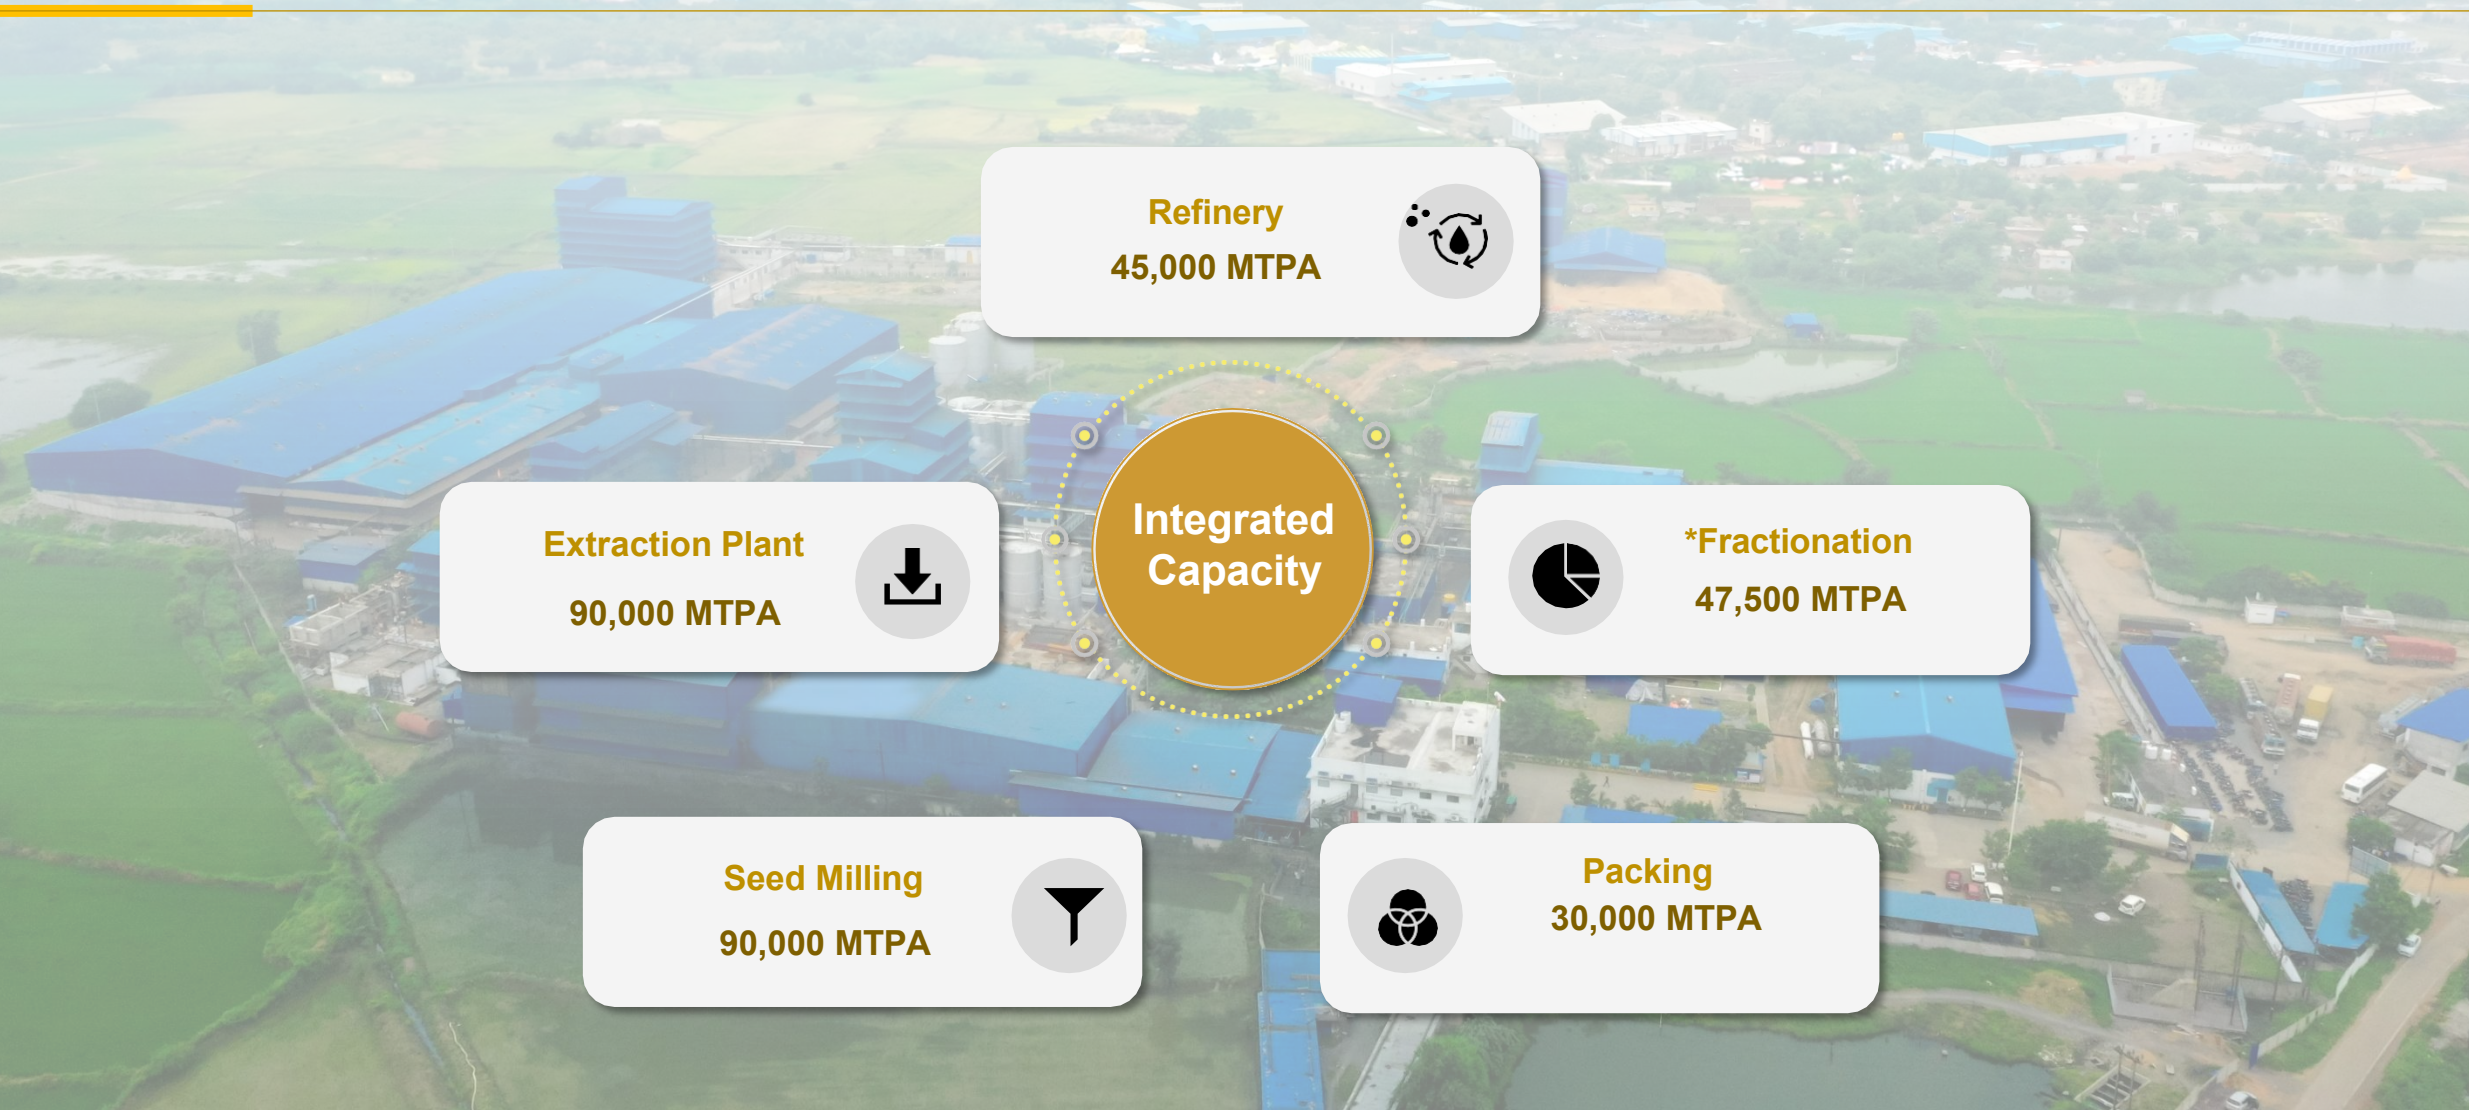 Refinery
45,000 MTPA
Integrated
Capacity
Extraction Plant
90,000 MTPA
*Fractionation
47,500 MTPA
Seed Milling
90,000 MTPA
Packing
30,000 MTPA